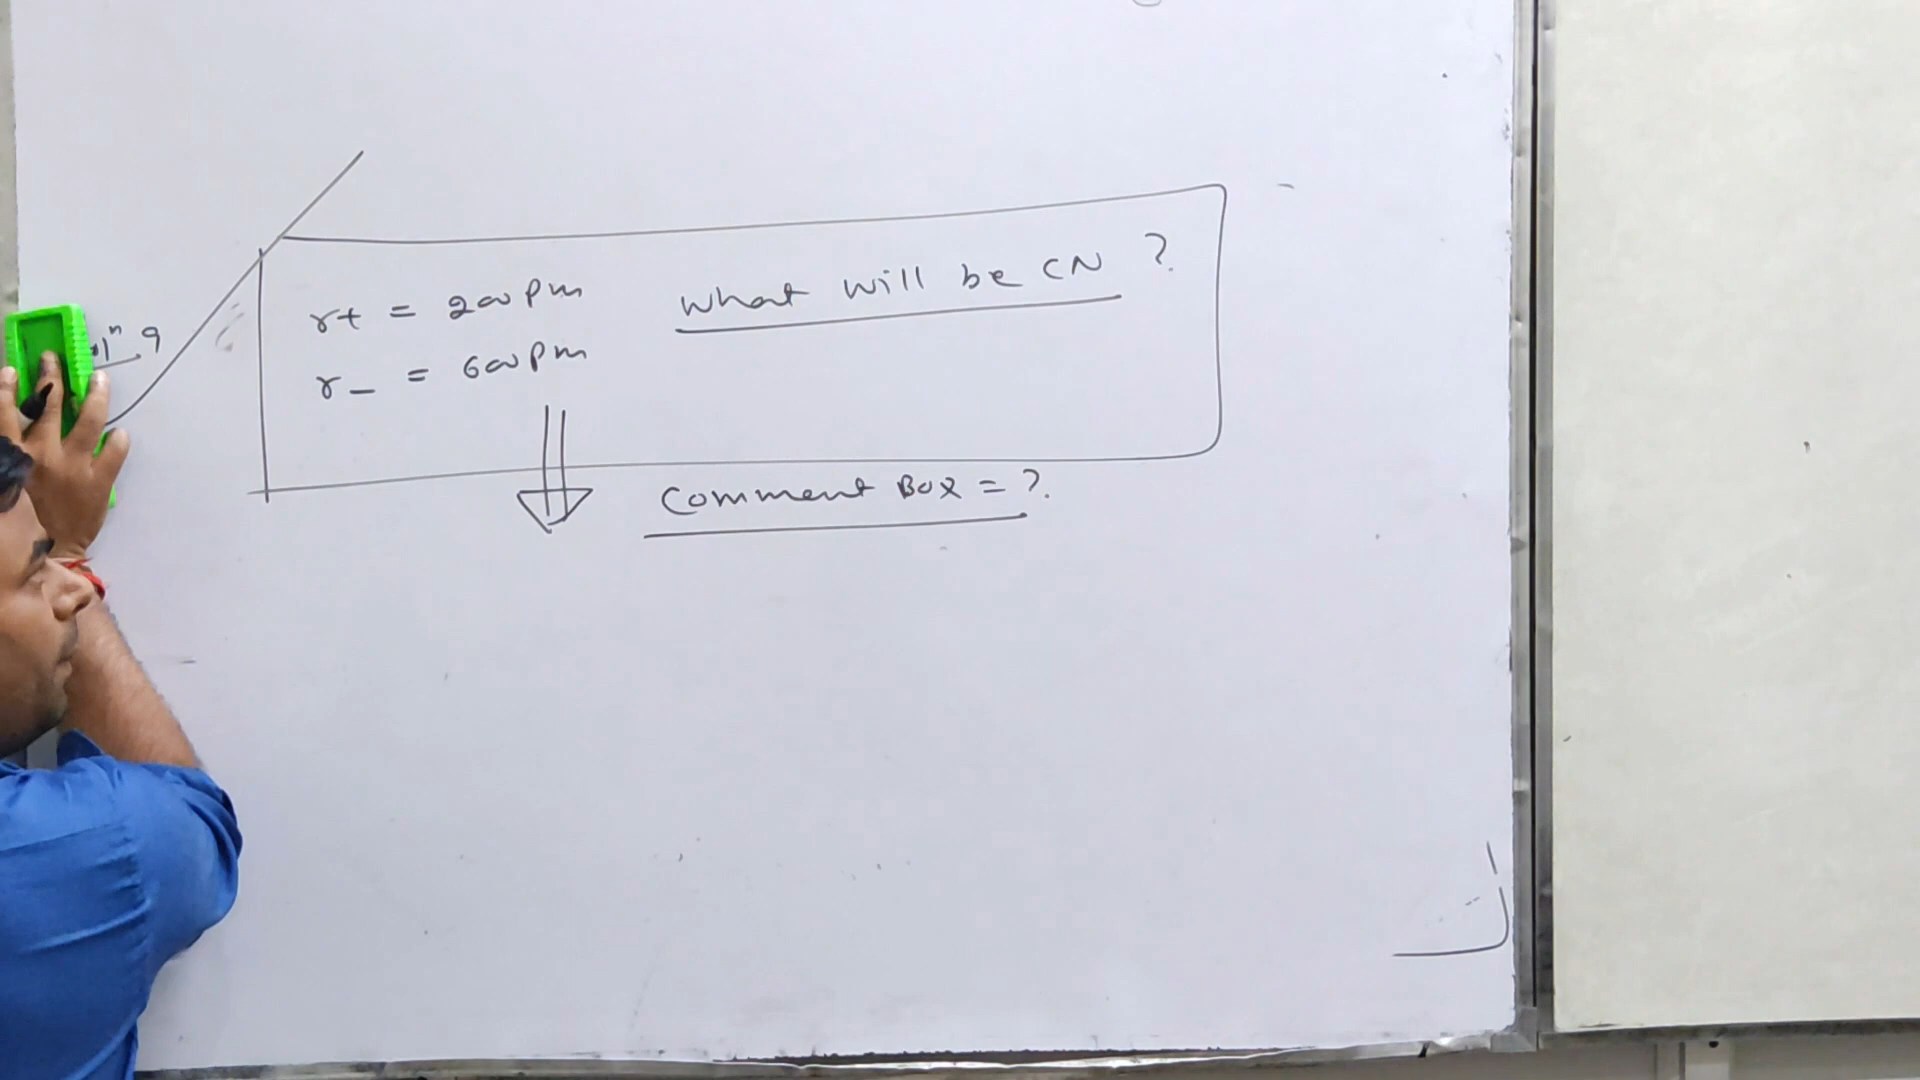 r+ = 200 pm What will be CN ?
r- = 600 pm
Comment Box = ?.